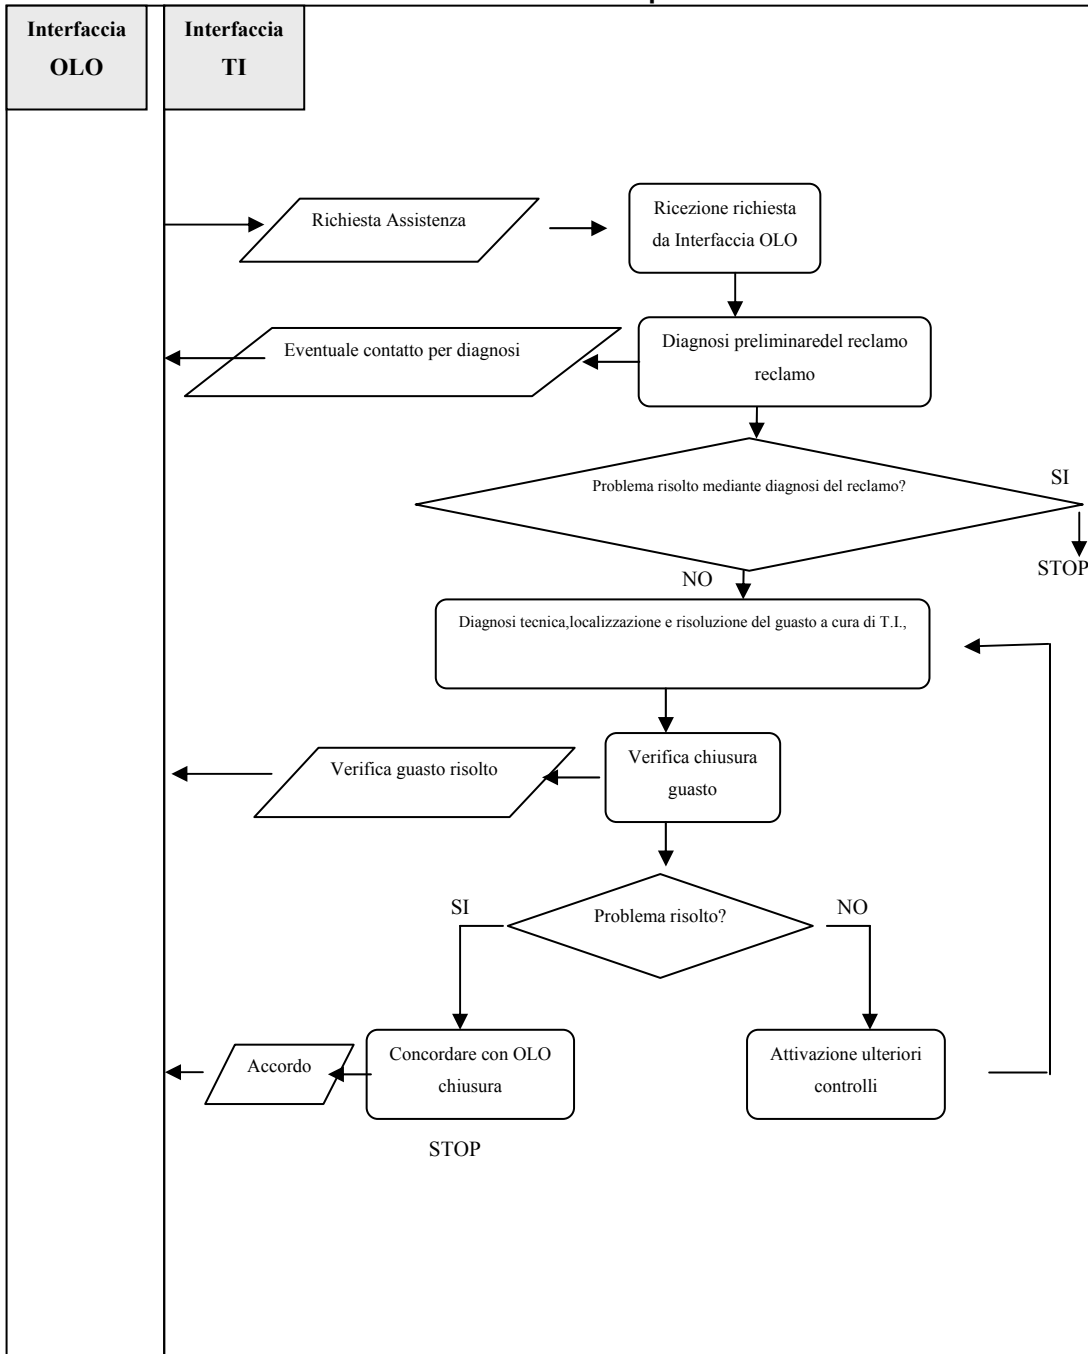 Interfaccia
OLO
Interfaccia
TI
Richiesta Assistenza
Ricezione richiesta
da Interfaccia OLO
Eventuale contatto per diagnosi
Diagnosi preliminaredel reclamo
reclamo
Problema risolto mediante diagnosi del reclamo?
SI
STOP
NO
Diagnosi tecnica,localizzazione e risoluzione del guasto a cura di T.I.,
Verifica guasto risolto
Verifica chiusura
guasto
SI
Problema risolto?
NO
Accordo
Concordare con OLO
chiusura
Attivazione ulteriori
controlli
STOP